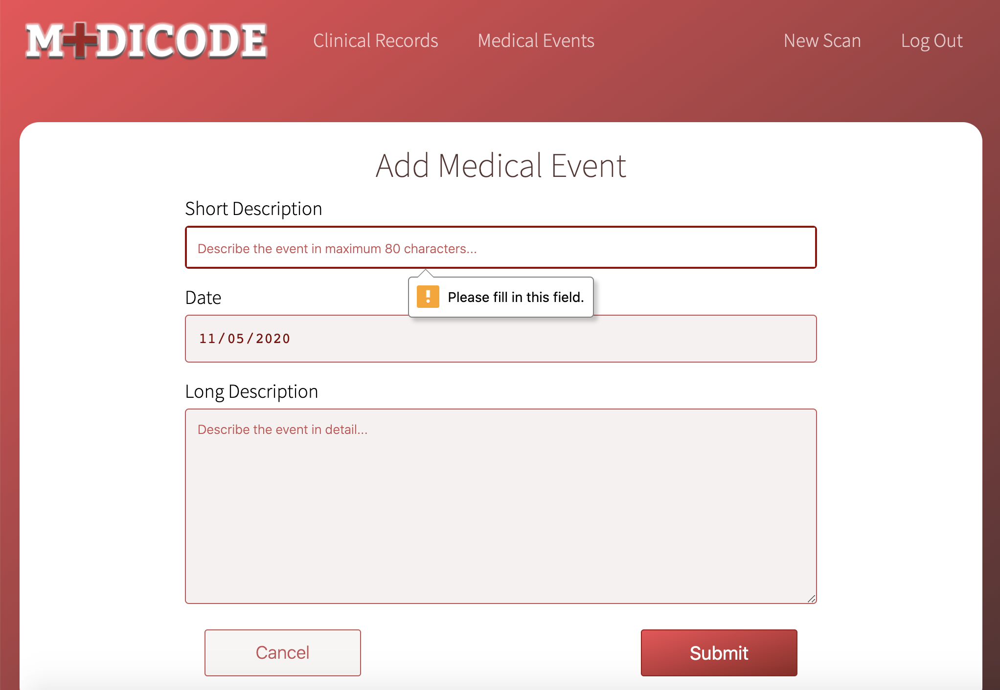 M+DICODE
Clinical Records
Medical Events
New Scan
Log Out
Add Medical Event
Short Description
Describe the event in maximum 80 characters...
Please fill in this field.
Date
11/05/2020
Long Description
Describe the event in detail...
Cancel
Submit